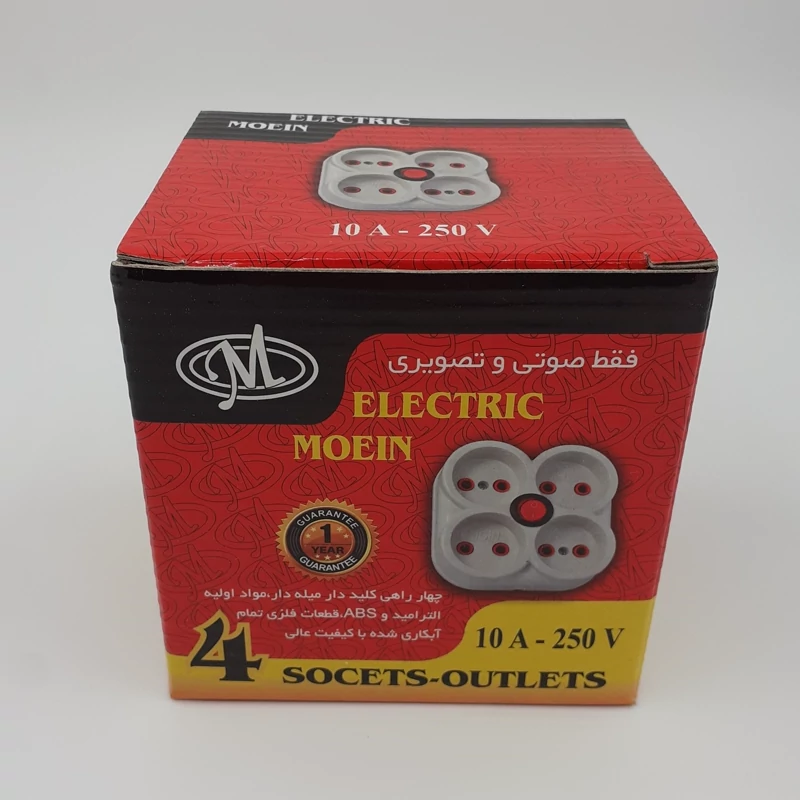 ELECTRIC
MOEIN
10 A - 250 V
M
فقط صوتی و تصویری
ELECTRIC
MOEIN
GUARANTEE
1
YEAR
GUARANTEE
چهار راهی کلید دار میله دار،مواد اولیه
الترامید و ABS،قطعات فلزی تمام
آبکاری شده با کیفیت عالی
10 A - 250 V
4 SOCETS-OUTLETS